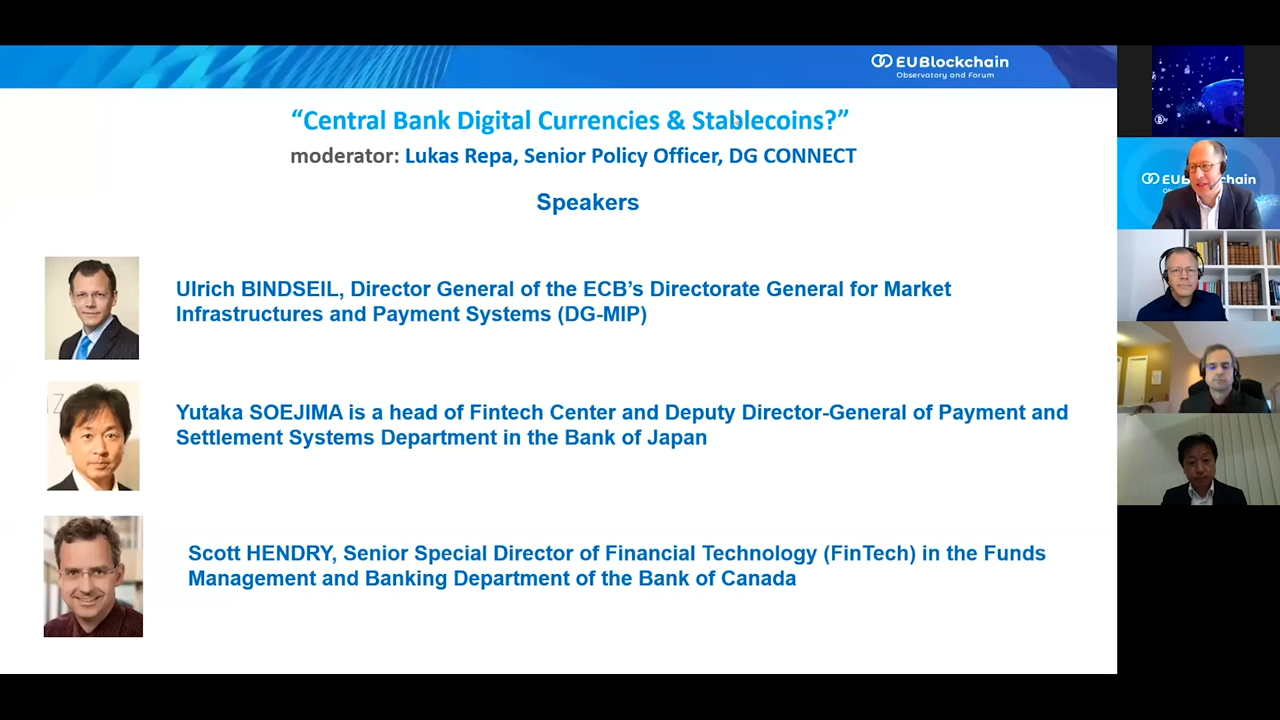 EUBlockchain
Observatory and Forum
“Central Bank Digital Currencies & Stablecoins?”
moderator: Lukas Repa, Senior Policy Officer, DG CONNECT
Speakers
Ulrich BINDSEIL, Director General of the ECB’s Directorate General for Market
Infrastructures and Payment Systems (DG-MIP)
Yutaka SOEJIMA is a head of Fintech Center and Deputy Director-General of Payment and
Settlement Systems Department in the Bank of Japan
Scott HENDRY, Senior Special Director of Financial Technology (FinTech) in the Funds
Management and Banking Department of the Bank of Canada